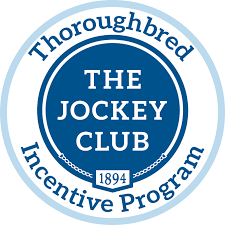 Thoroughbred
THE
JOCKEY
CLUB
1894
Incentive Program